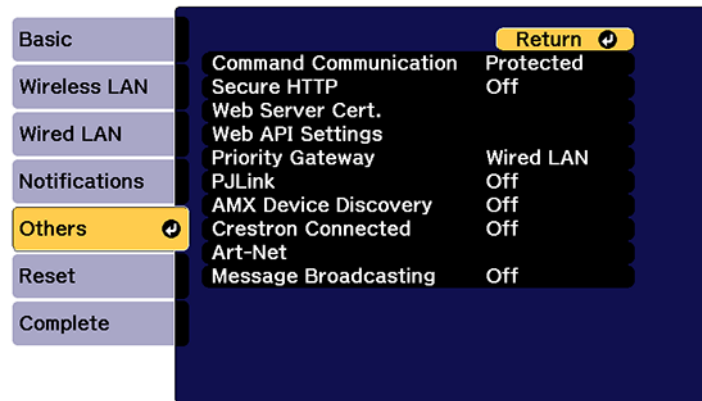 Basic
Wireless LAN
Wired LAN
Notifications
Others
Reset
Complete
Return
Command Communication Protected
Secure HTTP Off
Web Server Cert.
Web API Settings
Priority Gateway Wired LAN
PJLink Off
AMX Device Discovery Off
Crestron Connected Off
Art-Net
Message Broadcasting Off